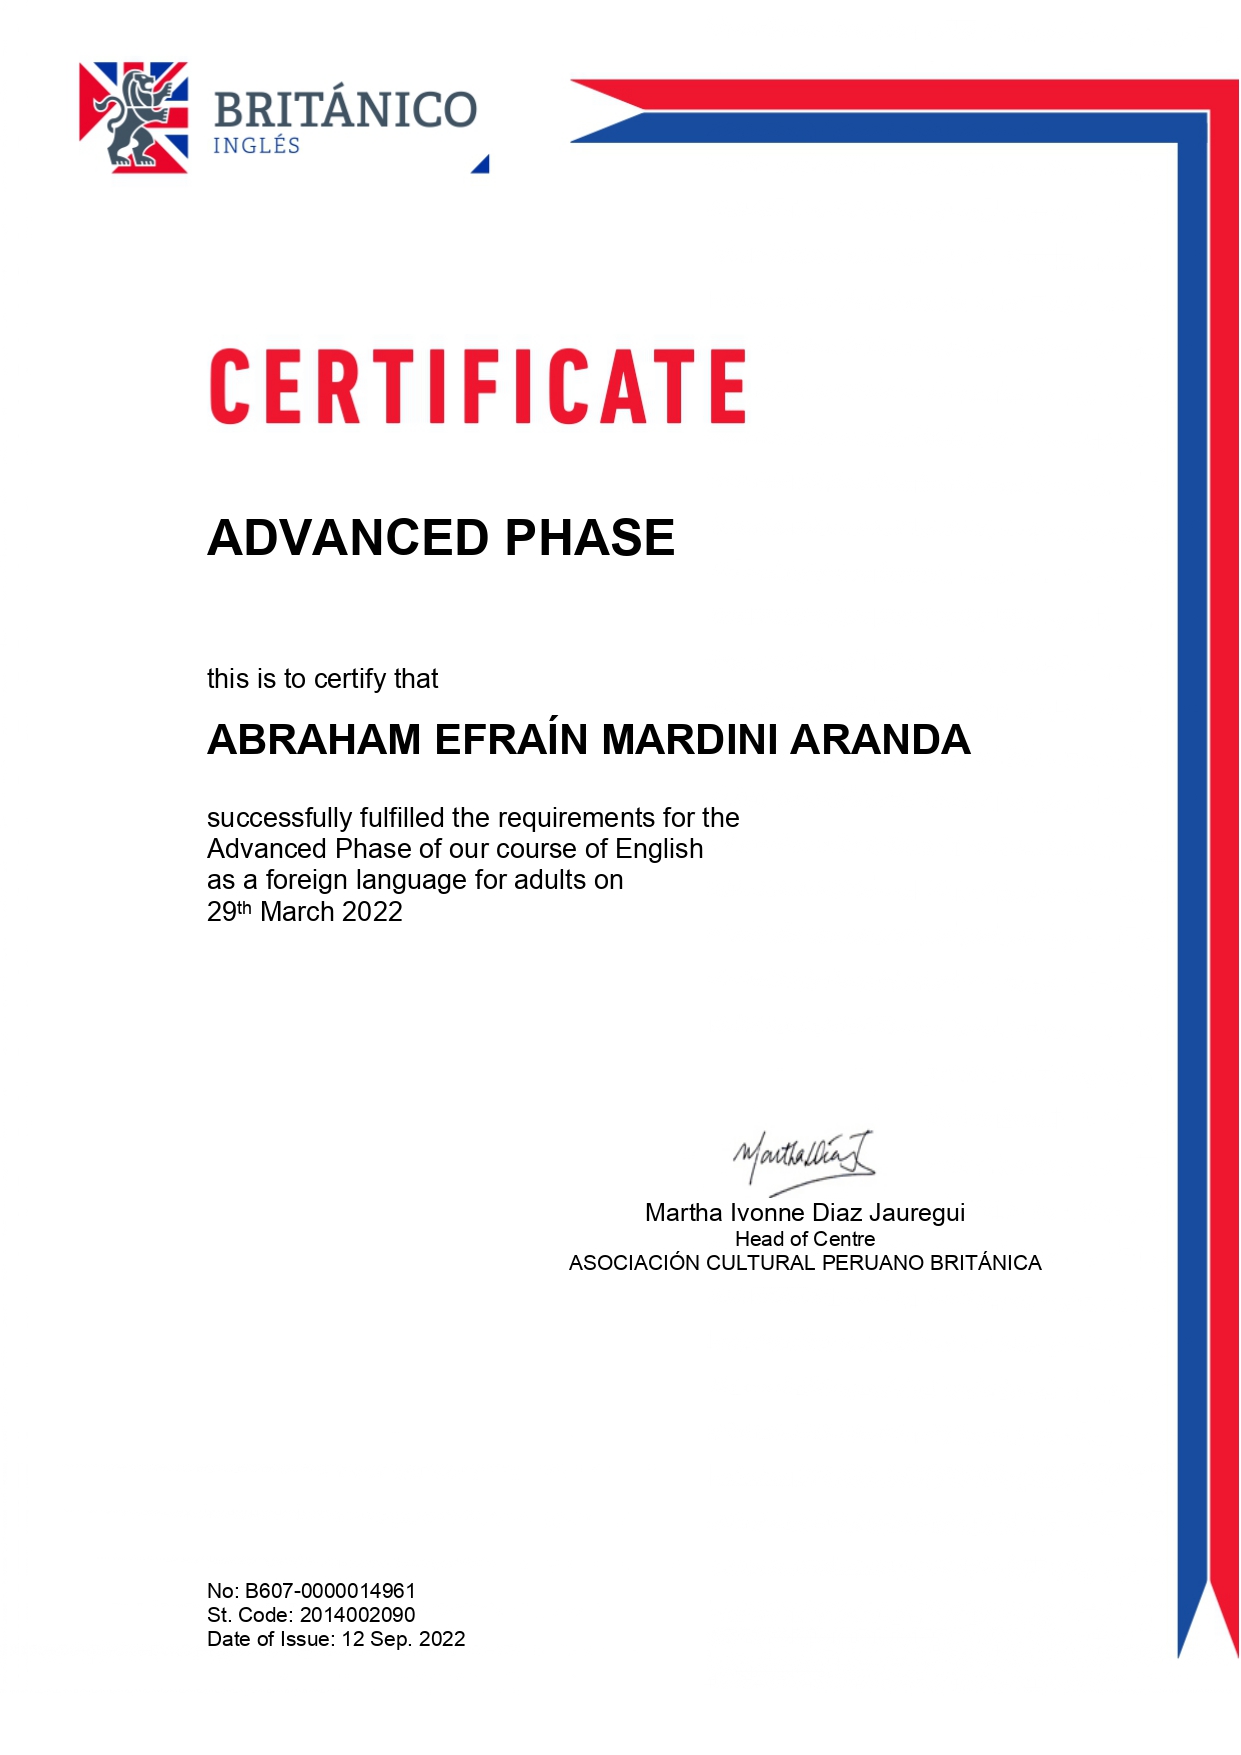 BRITÁNICO
INGLÉS
CERTIFICATE
ADVANCED PHASE
this is to certify that
ABRAHAM EFRAÍN MARDINI ARANDA
successfully fulfilled the requirements for the
Advanced Phase of our course of English
as a foreign language for adults on
29th March 2022
Martha Díaz J
Martha Ivonne Diaz Jauregui
Head of Centre
ASOCIACIÓN CULTURAL PERUANO BRITÁNICA
No: B607-0000014961
St. Code: 2014002090
Date of Issue: 12 Sep. 2022